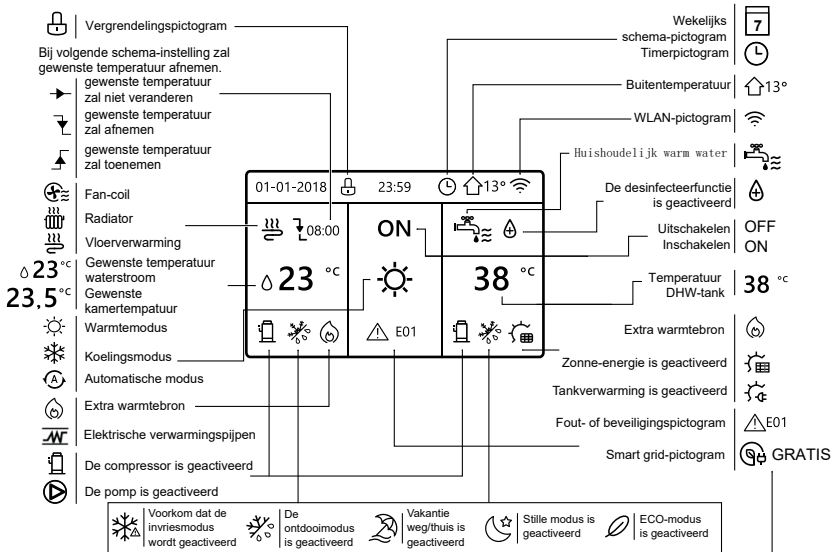 Vergrendelingspictogram
Bij volgende schema-instelling zal
gewenste temperatuur afnemen.
gewenste temperatuur
zal niet veranderen
gewenste temperatuur
zal afnemen
gewenste temperatuur
zal toenemen
Fan-coil
Radiator
Vloerverwarming
23°C
Gewenste temperatuur
waterstroom
23,5°C
Gewenste
kamertempatuur
Warmtemodus
Koelingsmodus
A
Automatische modus
Extra warmtebron
Elektrische verwarmingspijpen
De compressor is geactiveerd
De pomp is geactiveerd
01-01-2018
23:59
13°
08:00
ON
23 °C
38 °C
E01
Wekelijks
schema-pictogram
7
Timerpictogram
Buitentemperatuur
13°
WLAN-pictogram
Huishoudelijk warm water
De desinfecteerfunctie
is geactiveerd
Uitschakelen OFF
Inschakelen ON
Temperatuur
DHW-tank
38 °C
Extra warmtebron
Zonne-energie is geactiveerd
Tankverwarming is geactiveerd
Fout- of beveiligingspictogram
E01
Smart grid-pictogram
GRATIS
Voorkom dat de
invriesmodus
wordt geactiveerd
De
ontdooimodus
is geactiveerd
Vakantie
weg/thuis is
geactiveerd
Stille modus is
geactiveerd
ECO-modus
is geactiveerd